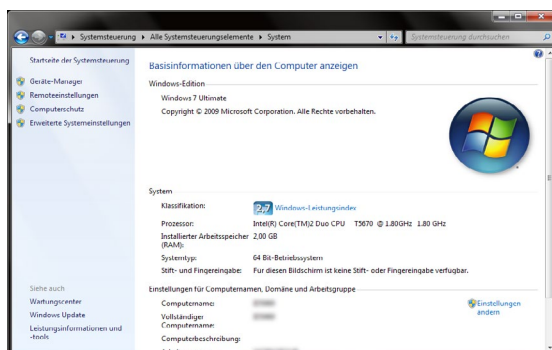 Systemsteuerung ▸ Alle Systemsteuerungselemente ▸ System
Systemsteuerung durchsuchen
Startseite der Systemsteuerung
Geräte-Manager
Remoteeinstellungen
Computerschutz
Erweiterte Systemeinstellungen
Siehe auch
Wartungscenter
Windows Update
Leistungsinformationen und
-tools
Basisinformationen über den Computer anzeigen
Windows-Edition
Windows 7 Ultimate
Copyright © 2009 Microsoft Corporation. Alle Rechte vorbehalten.
System
Klassifikation: 2,7 Windows-Leistungsindex
Prozessor: Intel(R) Core(TM)2 Duo CPU T5670 @ 1.80GHz 1.80 GHz
Installierter Arbeitsspeicher 2,00 GB
(RAM):
Systemtyp: 64 Bit-Betriebssystem
Stift- und Fingereingabe: Für diesen Bildschirm ist keine Stift- oder Fingereingabe verfügbar.
Einstellungen für Computernamen, Domäne und Arbeitsgruppe
Computername: Einstellungen
Vollständiger ändern
Computername:
Computerbeschreibung: